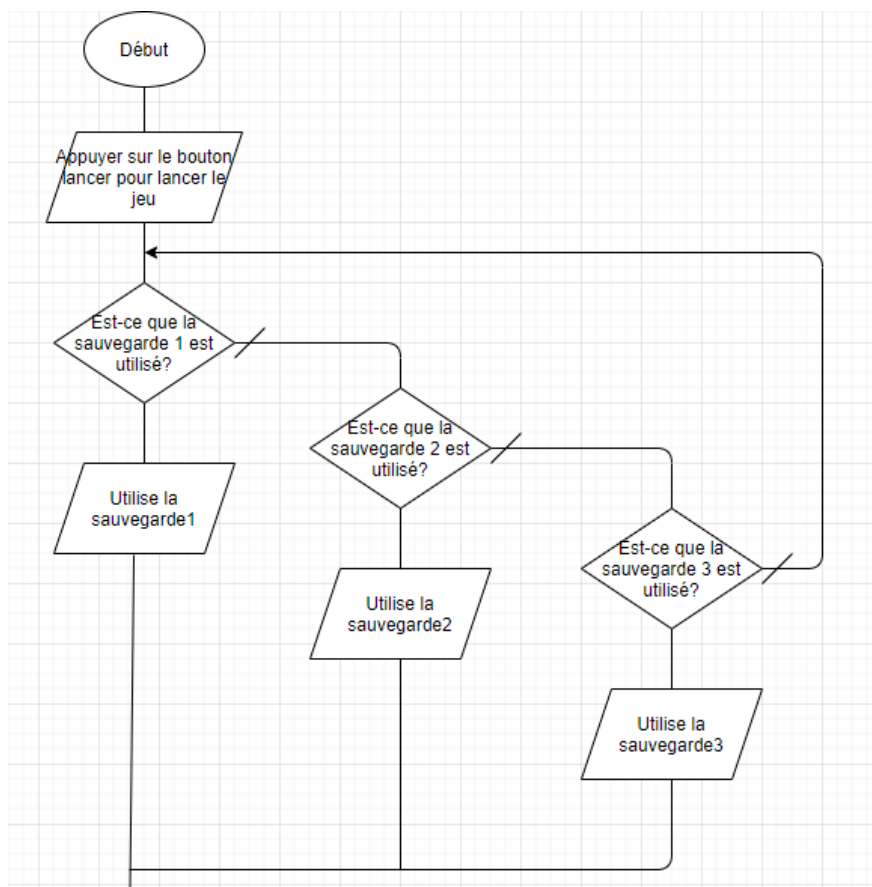 Début
Appuyer sur le bouton
lancer pour lancer le
jeu
Est-ce que la
sauvegarde 1 est
utilisé?
Est-ce que la
sauvegarde 2 est
utilisé?
Utilise la
sauvegarde1
Est-ce que la
sauvegarde 3 est
utilisé?
Utilise la
sauvegarde2
Utilise la
sauvegarde3